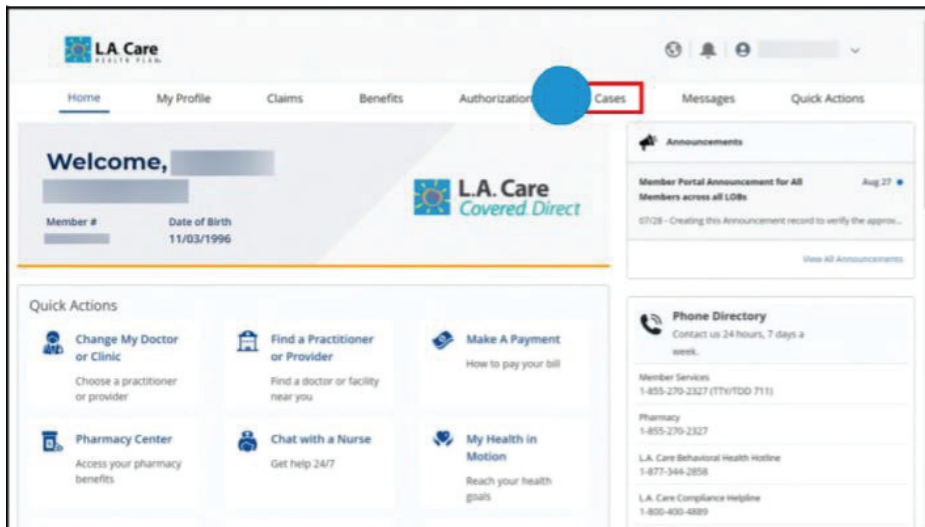 L.A. Care
HEALTH PLAN
Home My Profile Claims Benefits Authorization Cases Messages Quick Actions
Welcome,
Member # Date of Birth
11/03/1996
L.A. Care
Covered Direct
Announcements
Member Portal Announcement for All Aug 27
Members across all LOBs
07/28 - Creating this Announcement record to verify the approv...
View All Announcements
Quick Actions
Change My Doctor
or Clinic
Choose a practitioner
or provider
Find a Practitioner
or Provider
Find a doctor or facility
near you
Make A Payment
How to pay your bill
Pharmacy Center
Access your pharmacy
benefits
Chat with a Nurse
Get help 24/7
My Health in
Motion
Reach your health
goals
Phone Directory
Contact us 24 hours, 7 days a
week.
Member Services
1-855-270-2327 (TTY/TDD 711)
Pharmacy
1-855-270-2327
L.A. Care Behavioral Health Hotline
1-877-344-2858
L.A. Care Compliance Helpline
1-800-400-4889